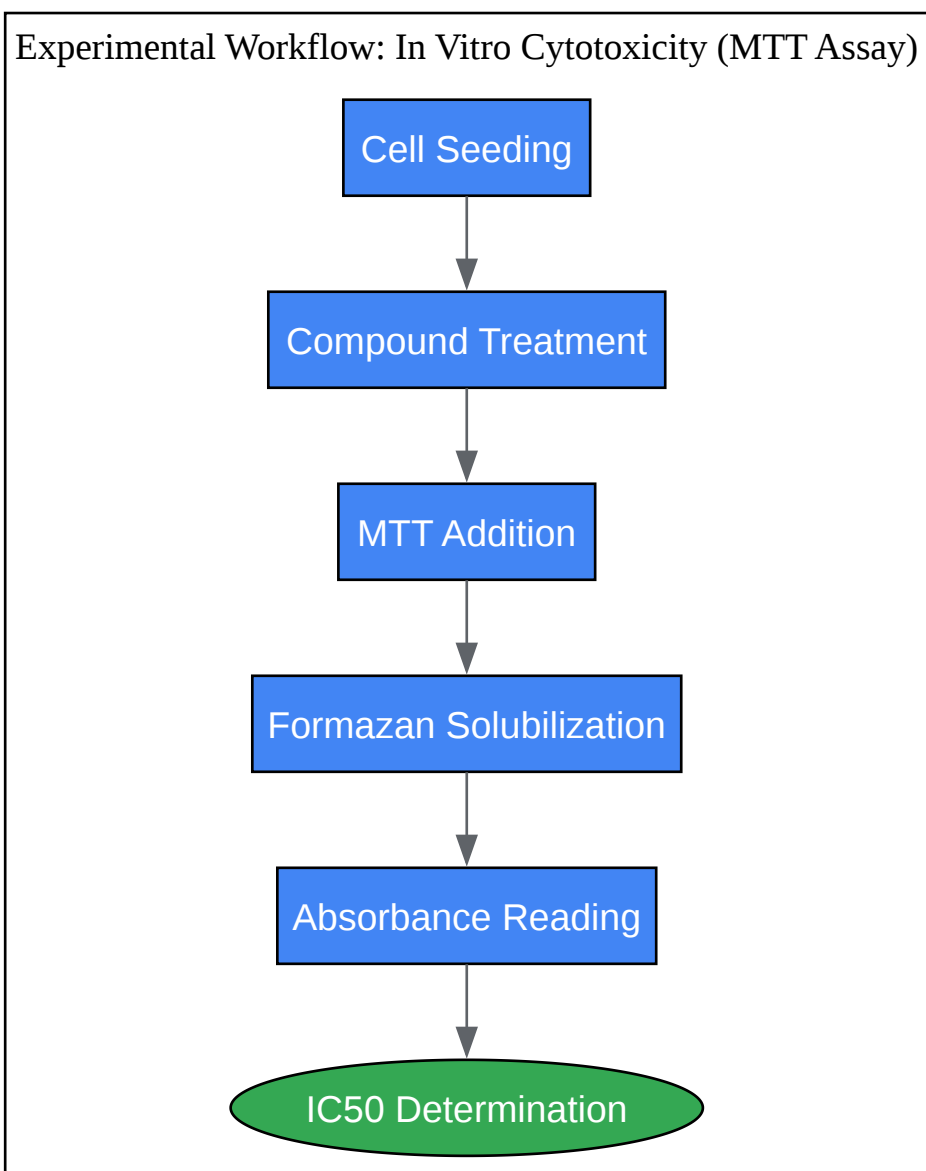 Experimental Workflow: In Vitro Cytotoxicity (MTT Assay)
Cell Seeding
Compound Treatment
MTT Addition
Formazan Solubilization
Absorbance Reading
IC50 Determination